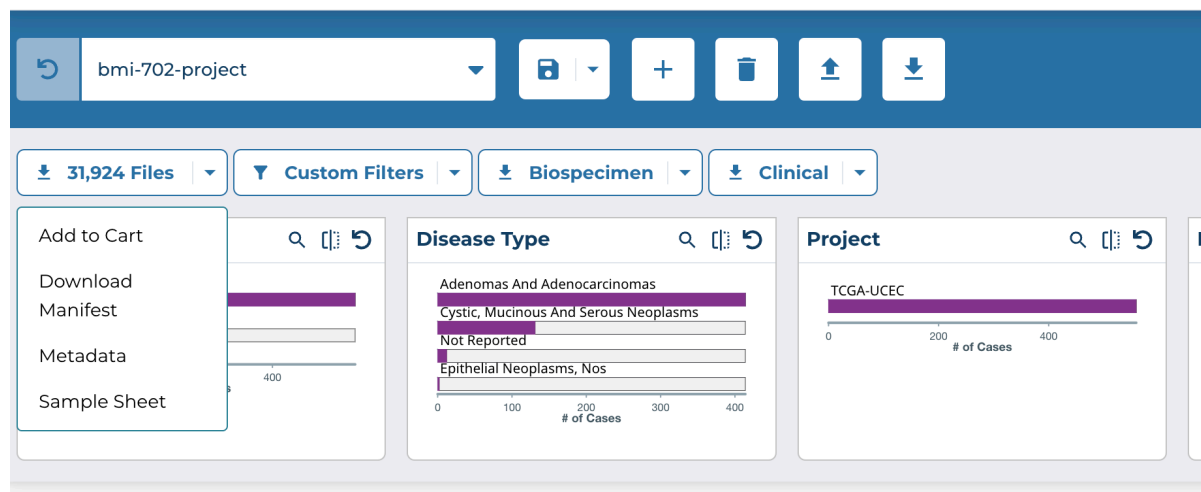 bmi-702-project
31,924 Files
Custom Filters
Biospecimen
Clinical
Add to Cart
Download
Manifest
Metadata
Sample Sheet
400
Disease Type
Adenomas And Adenocarcinomas
Cystic, Mucinous And Serous Neoplasms
Not Reported
Epithelial Neoplasms, Nos
0 100 200 300 400
# of Cases
Project
TCGA-UCEC
0 200 400
# of Cases